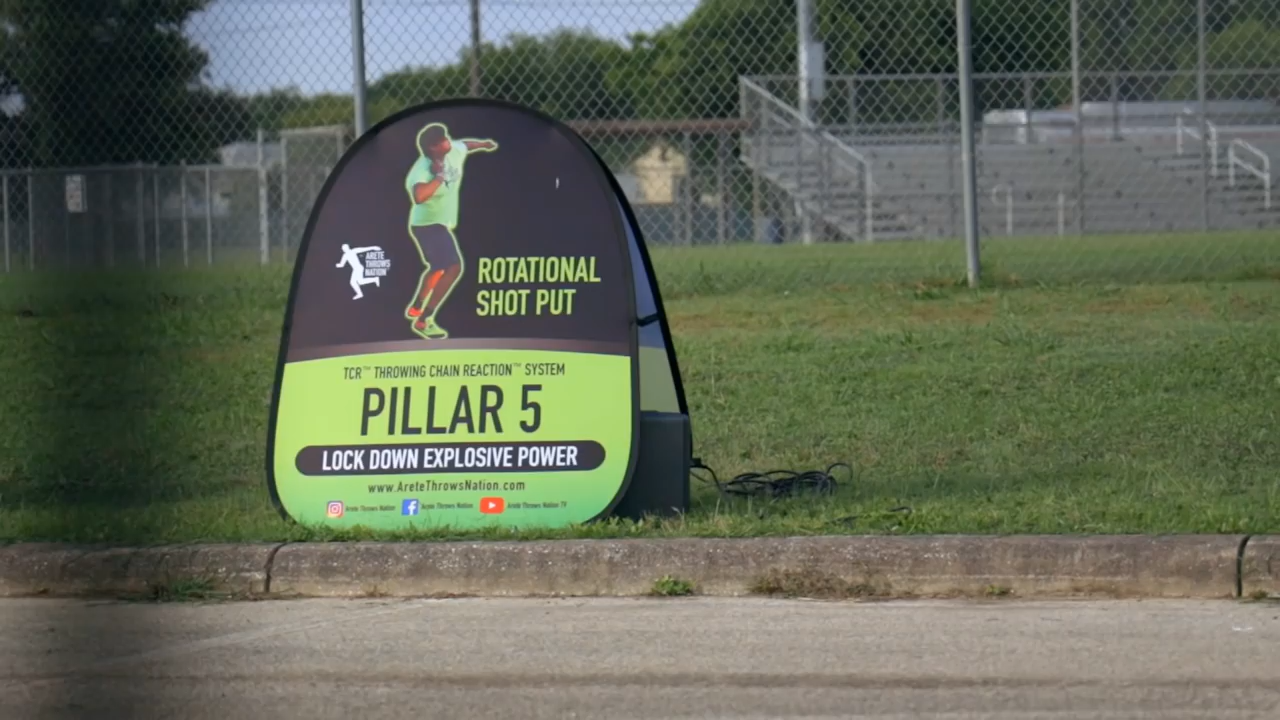 ARETE
THROWS
NATION
ROTATIONAL
SHOT PUT
TCR™ THROWING CHAIN REACTION™ SYSTEM
PILLAR 5
LOCK DOWN EXPLOSIVE POWER
www.AreteThrowsNation.com
Arete Throws Nation Arete Throws Nation Arete Throws Nation TV